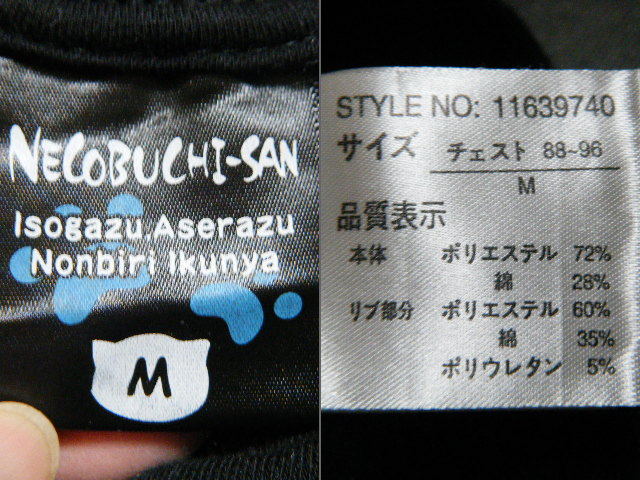 NECOBUCHI-SAN
Isogazu.Aserazu
Nonbiri Ikunya
M
STYLE NO: 11639740
サイズ チェスト 88-96
M
品質表示
本体 ポリエステル 72%
綿 28%
リブ部分 ポリエステル 60%
綿 35%
ポリウレタン 5%